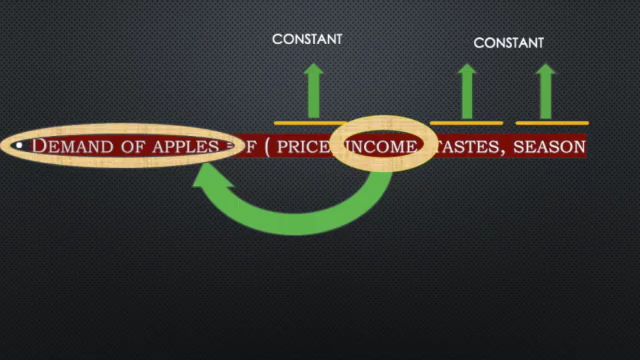 CONSTANT
CONSTANT
• DEMAND OF APPLES = F ( PRICE, INCOME, TASTES, SEASON